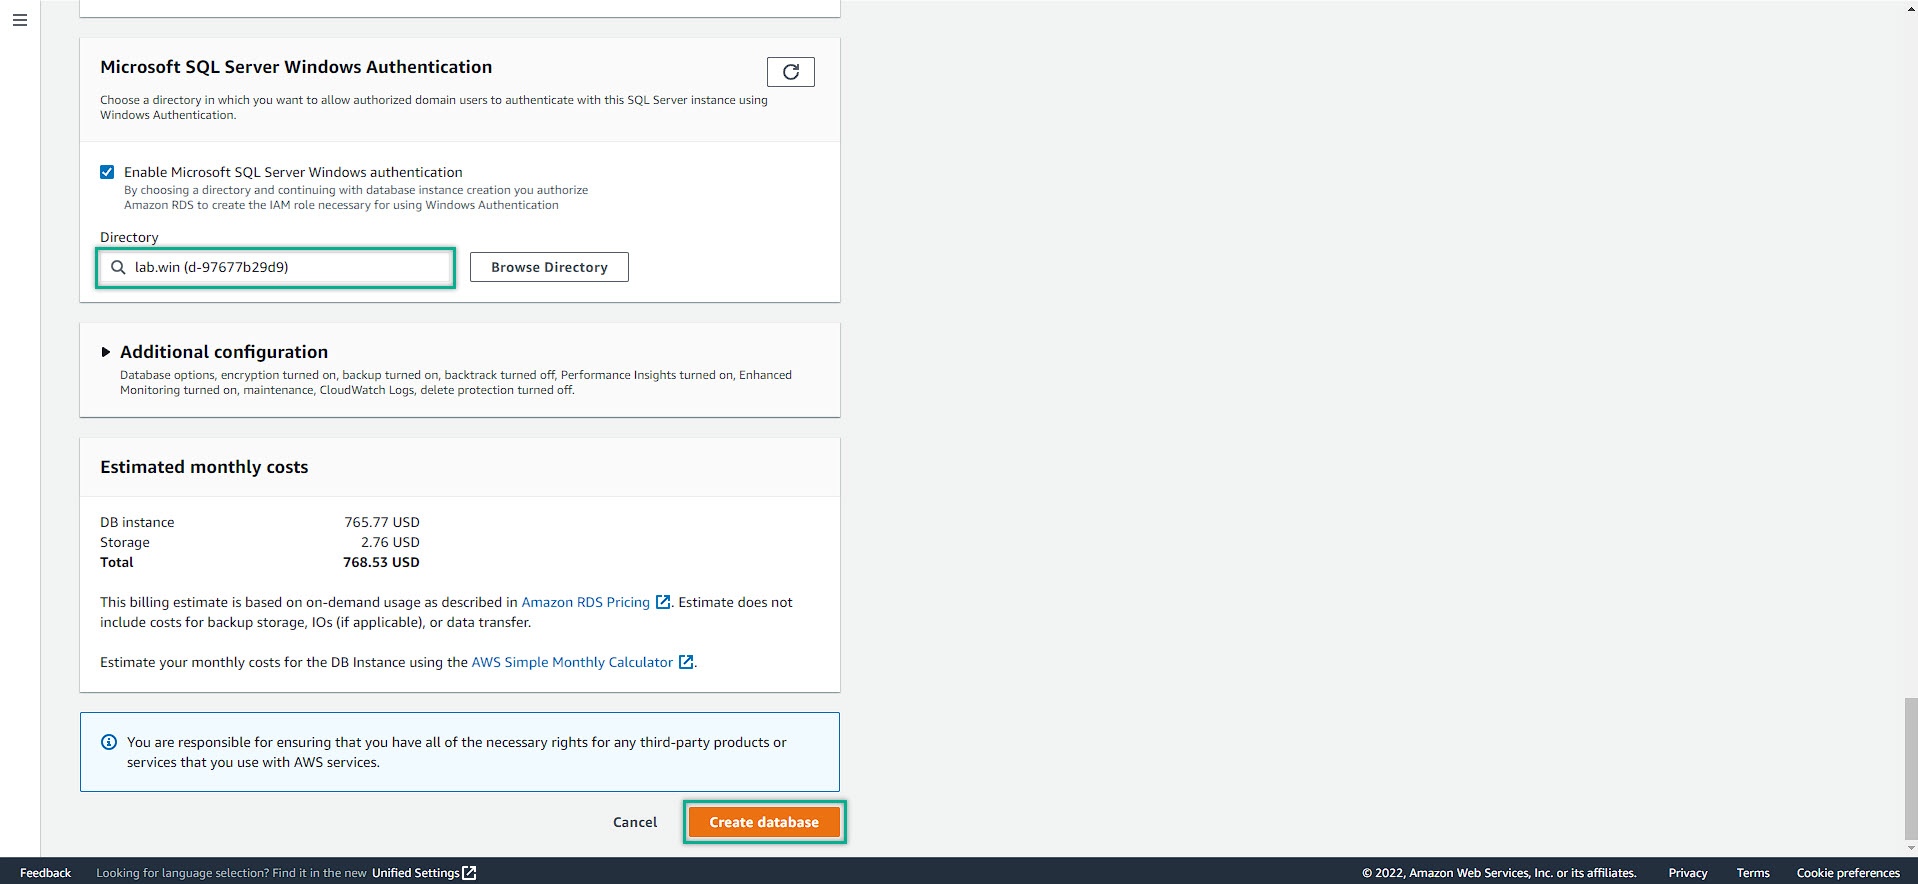 Microsoft SQL Server Windows Authentication
Choose a directory in which you want to allow authorized domain users to authenticate with this SQL Server instance using
Windows Authentication.
Enable Microsoft SQL Server Windows authentication
By choosing a directory and continuing with database instance creation you authorize
Amazon RDS to create the IAM role necessary for using Windows Authentication
Directory
lab.win (d-97677b29d9)
Browse Directory
Additional configuration
Database options, encryption turned on, backup turned on, backtrack turned off, Performance Insights turned on, Enhanced
Monitoring turned on, maintenance, CloudWatch Logs, delete protection turned off.
Estimated monthly costs
DB instance 765.77 USD
Storage 2.76 USD
Total 768.53 USD
This billing estimate is based on on-demand usage as described in Amazon RDS Pricing. Estimate does not
include costs for backup storage, IOs (if applicable), or data transfer.
Estimate your monthly costs for the DB Instance using the AWS Simple Monthly Calculator.
You are responsible for ensuring that you have all of the necessary rights for any third-party products or
services that you use with AWS services.
Cancel Create database
Feedback Looking for language selection? Find it in the new Unified Settings © 2022, Amazon Web Services, Inc. or its affiliates. Privacy Terms Cookie preferences